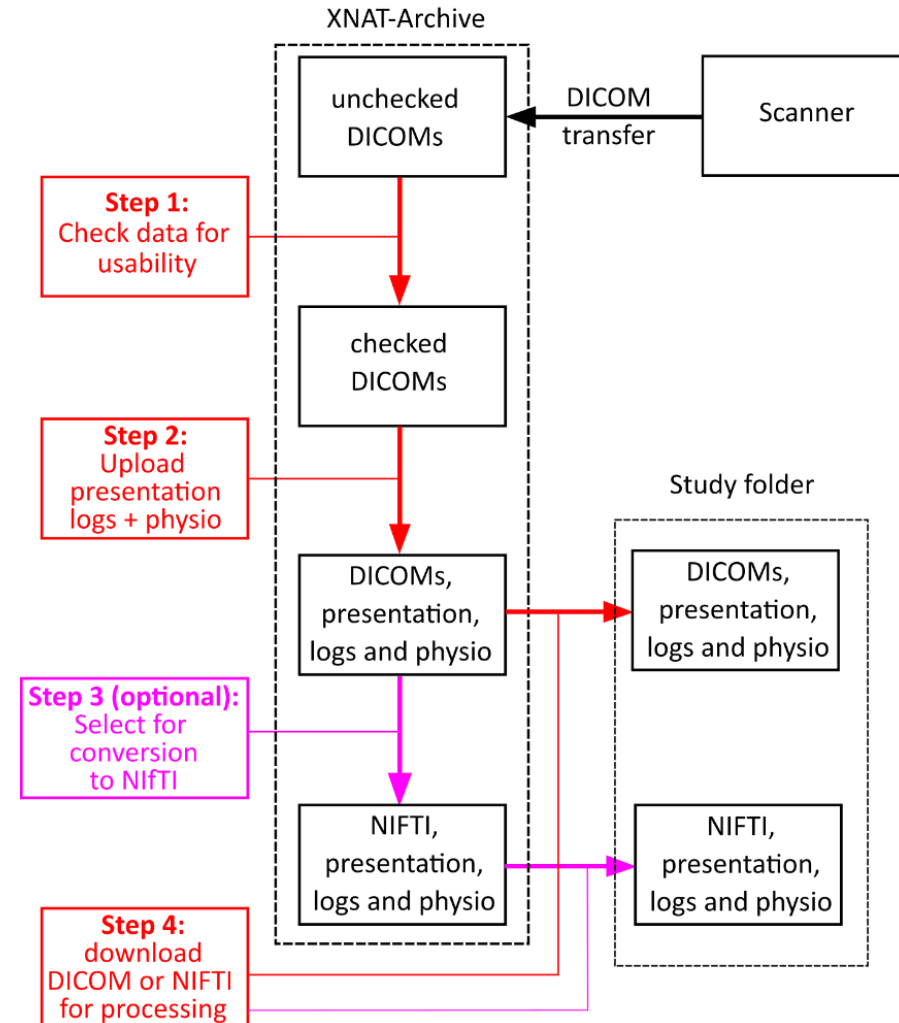 XNAT-Archive
unchecked
DICOMs
DICOM
transfer
Scanner
Step 1:
Check data for
usability
checked
DICOMs
Step 2:
Upload
presentation
logs + physio
Study folder
DICOMs,
presentation,
logs and physio
DICOMs,
presentation,
logs and physio
Step 3 (optional):
Select for
conversion
to NIfTI
NIFTI,
presentation,
logs and physio
NIFTI,
presentation,
logs and physio
Step 4:
download
DICOM or NIFTI
for processing